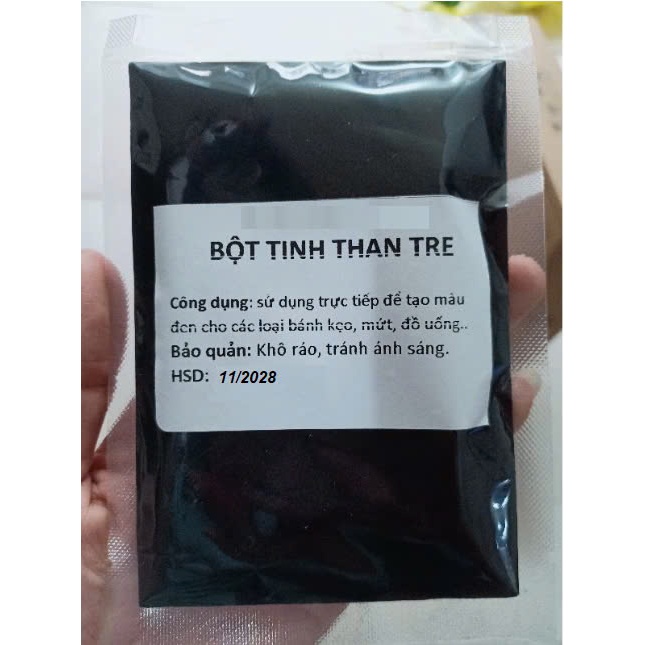 BỘT TINH THAN TRE
Công dụng: sử dụng trực tiếp để tạo màu
đen cho các loại bánh kẹo, mứt, đồ uống..
Bảo quản: Khô ráo, tránh ánh sáng.
HSD: 11/2028